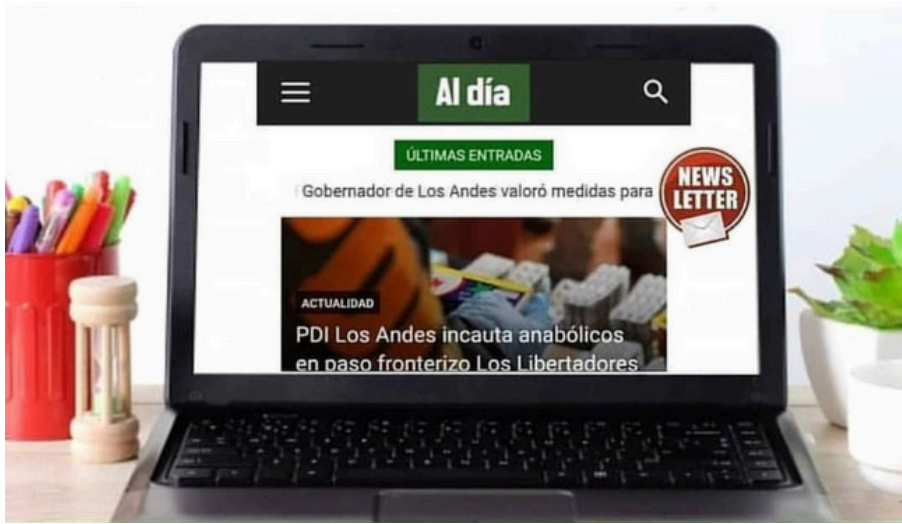 Al día
ÚLTIMAS ENTRADAS
Gobernador de Los Andes valoró medidas para
NEWS
LETTER
ACTUALIDAD
PDI Los Andes incauta anabólicos
en paso fronterizo Los Libertadores